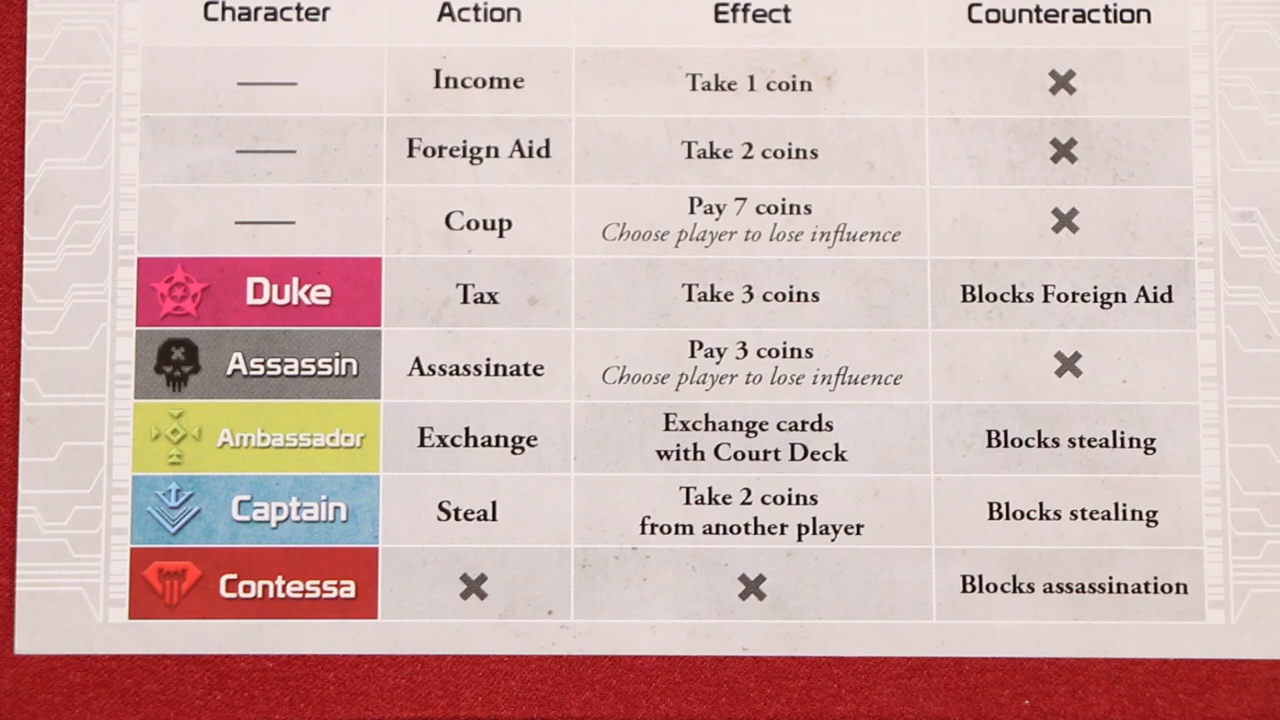 Character Action Effect Counteraction
Income Take 1 coin
Foreign Aid Take 2 coins
Coup Pay 7 coins
Choose player to lose influence
Duke Tax Take 3 coins Blocks Foreign Aid
Assassin Assassinate Pay 3 coins
Choose player to lose influence
Ambassador Exchange Exchange cards
with Court Deck Blocks stealing
Captain Steal Take 2 coins
from another player Blocks stealing
Contessa Blocks assassination